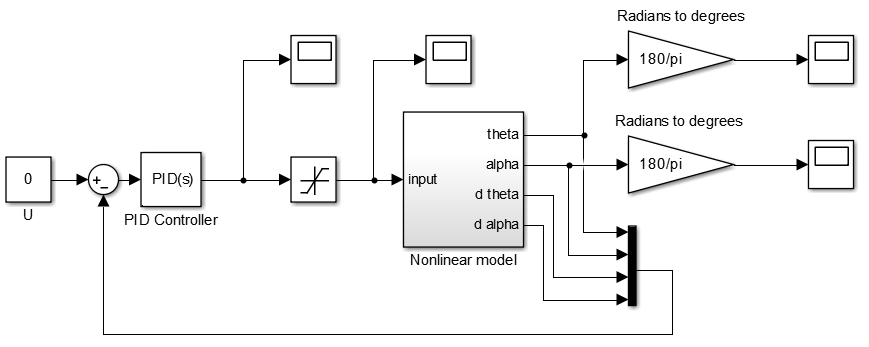 Radians to degrees
180/pi
Radians to degrees
180/pi
theta
alpha
d theta
d alpha
input
Nonlinear model
0
U
+
−
PID(s)
PID Controller